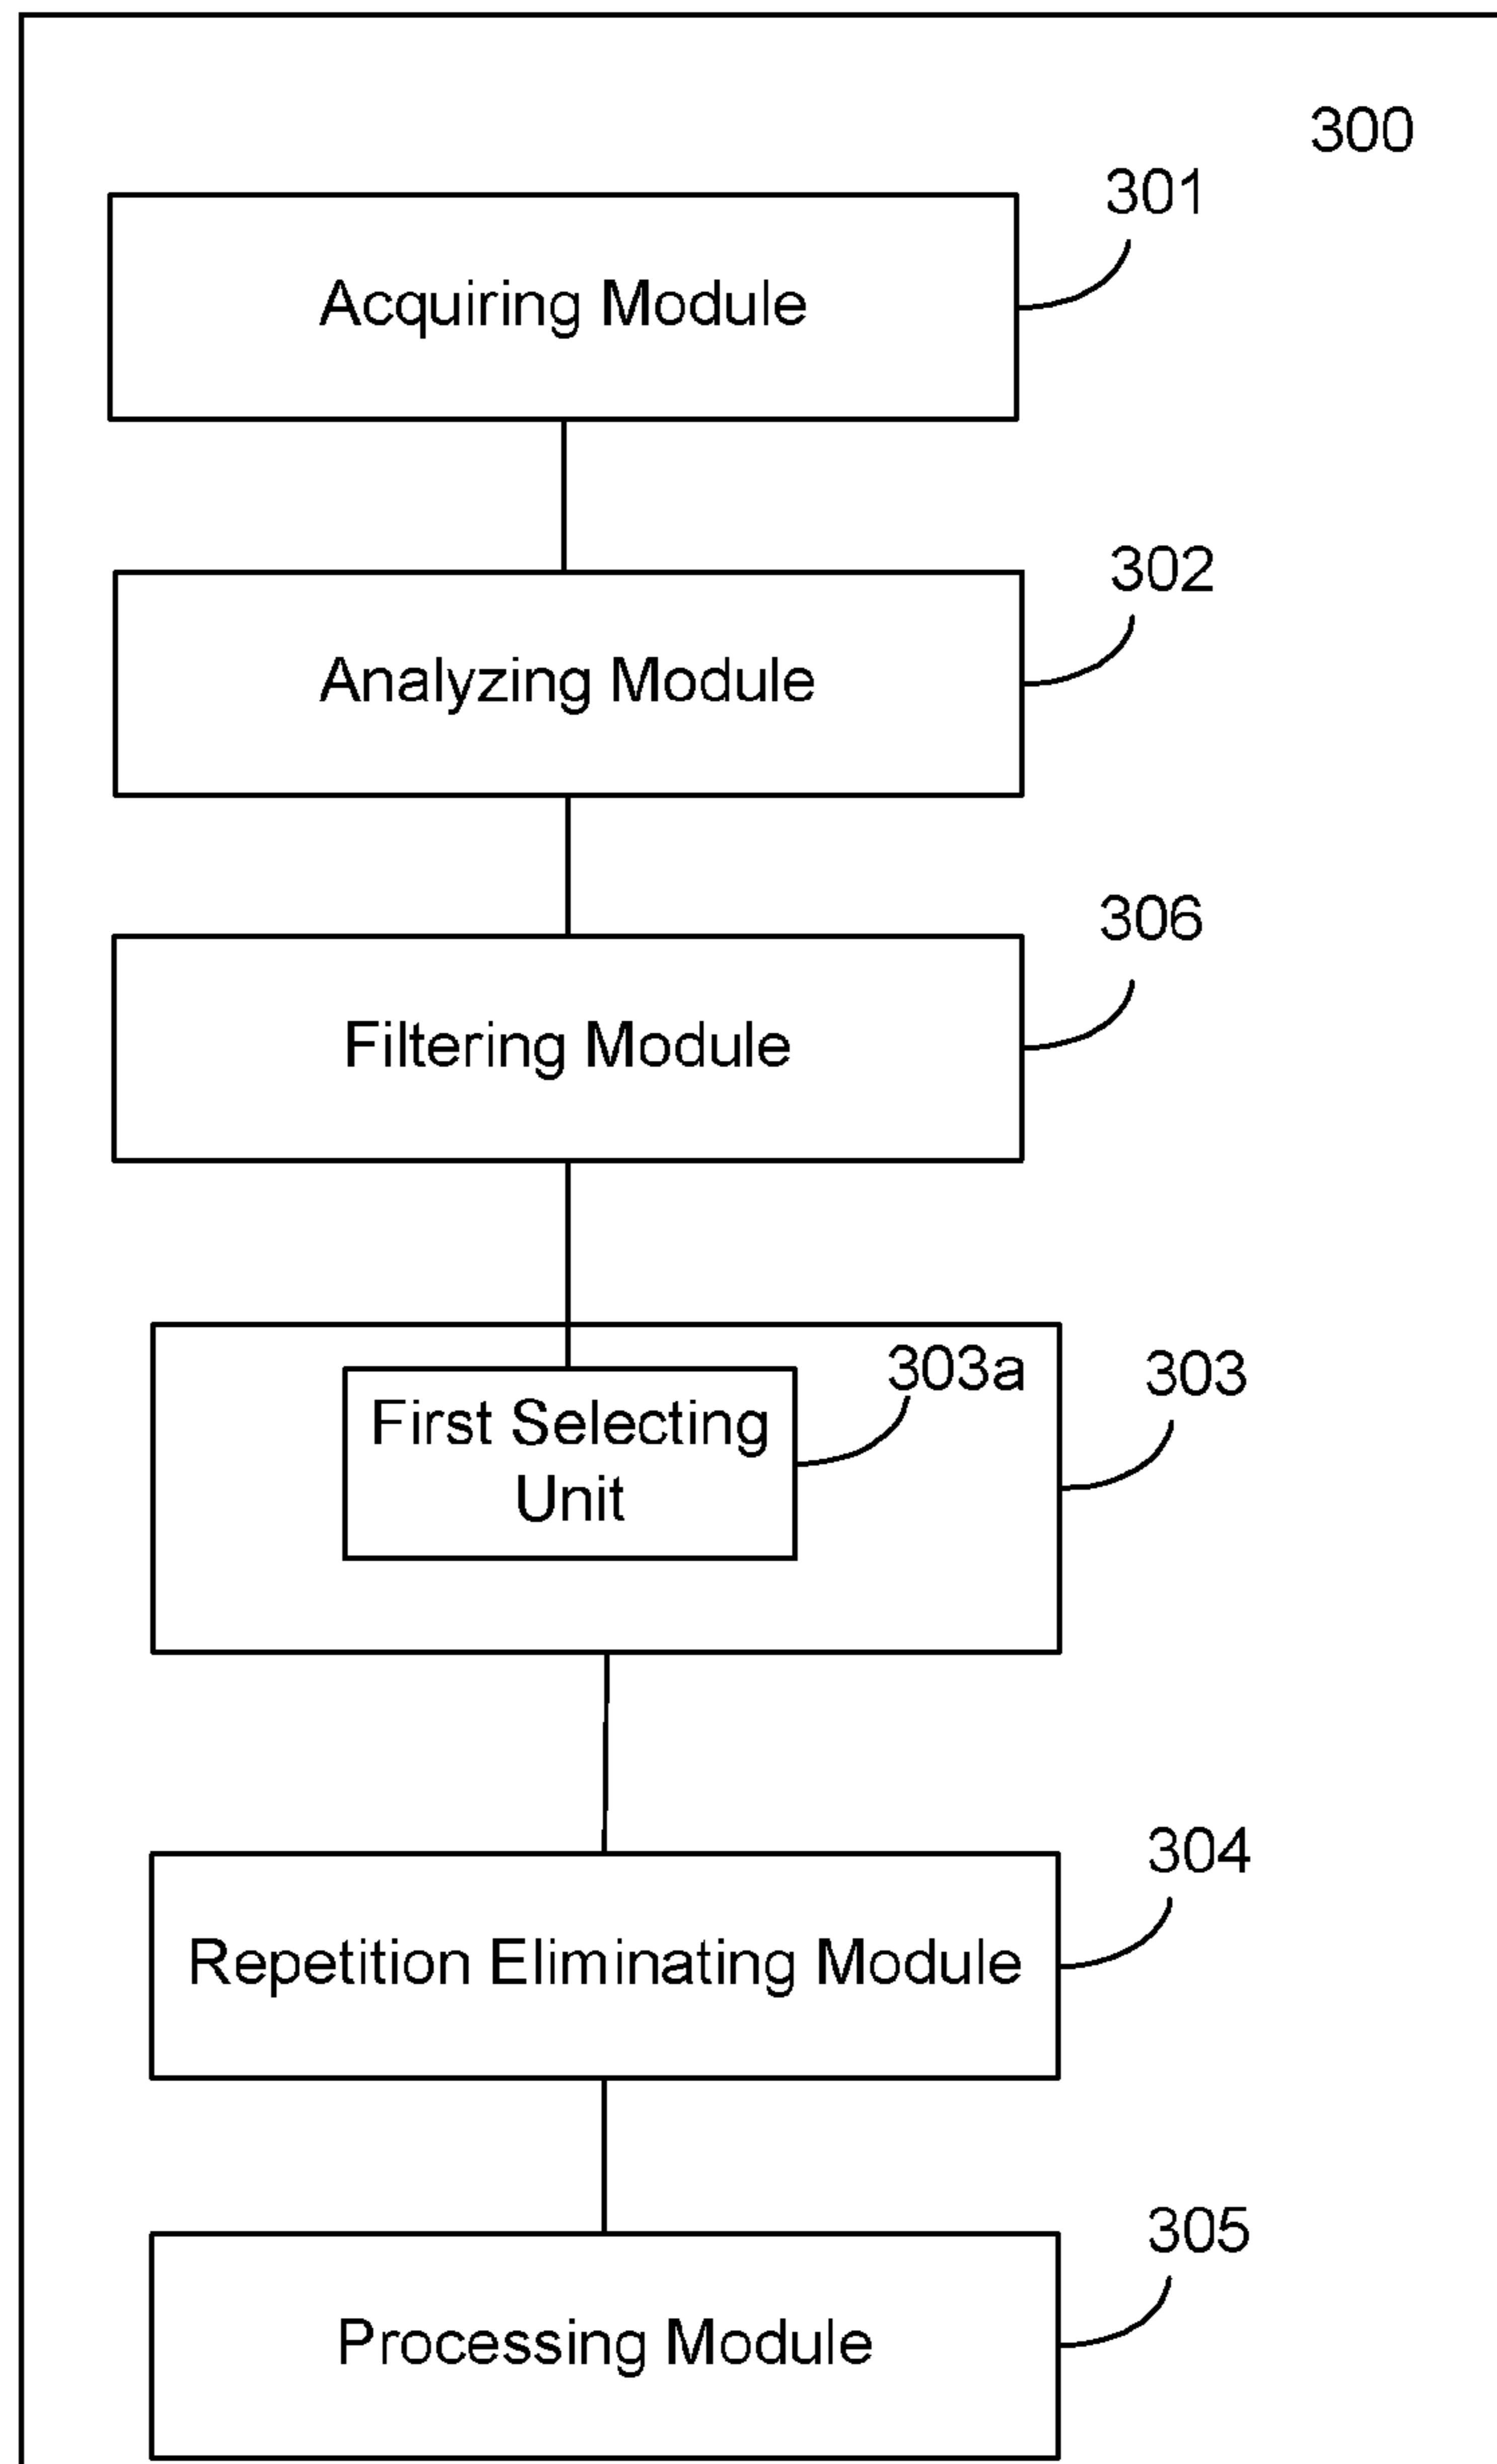 300
301
Acquiring Module
302
Analyzing Module
306
Filtering Module
303a
303
First Selecting
Unit
304
Repetition Eliminating Module
305
Processing Module